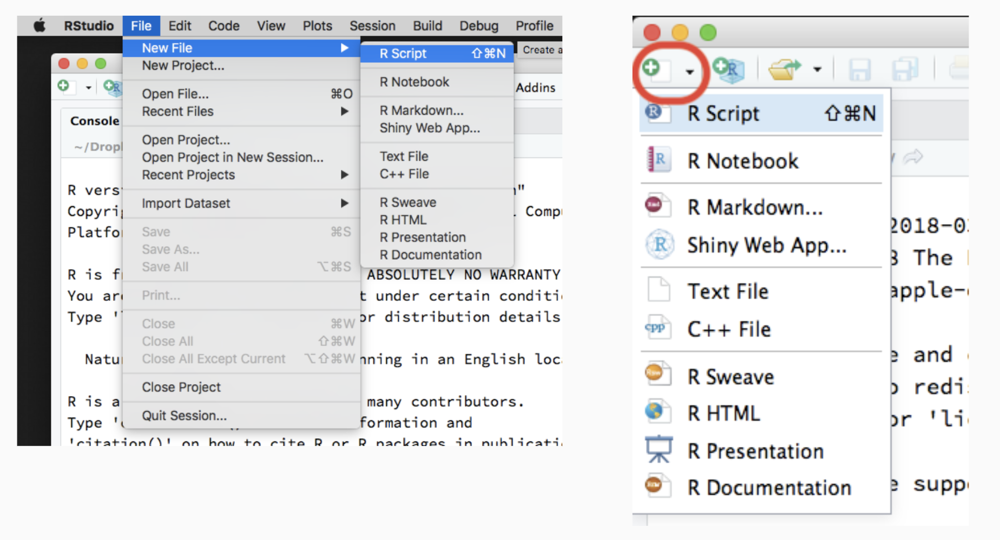 RStudio File Edit Code View Plots Session Build Debug Profile
New File
New Project...
Open File... ⌘O
Recent Files
Open Project...
Open Project in New Session...
Recent Projects
Import Dataset
Save ⌘S
Save As...
Save All ⌥⌘S
Print...
Close ⌘W
Close All ⇧⌘W
Close All Except Current ⌥⇧⌘W
Close Project
Quit Session...
R Script ⇧⌘N
R Notebook
R Markdown...
Shiny Web App...
Text File
C++ File
R Sweave
R HTML
R Presentation
R Documentation
Create a
Addins
Console
~/Drop
R vers
Copyri Comp
Platfo
R is f ABSOLUTELY NO WARRANTY
You ar t under certain conditi
Type ' or distribution details
Natu nning in an English loc
R is a many contributors.
Type ' formation and
'citation()' on how to cite R or R packages in publicati
R Script ⇧⌘N
R Notebook
R Markdown...
Shiny Web App...
Text File
C++ File
R Sweave
R HTML
R Presentation
R Documentation
2018-0
The
apple-
e and
o redi
or 'li
e supp